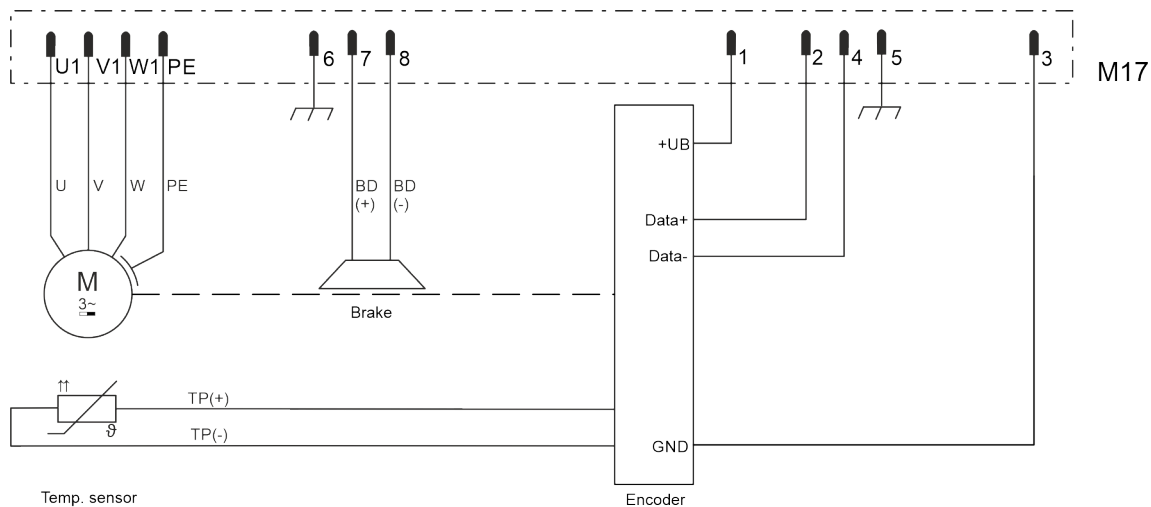 U1 V1 W1 PE 6 7 8 1 2 4 5 3
M17
+UB
U V W PE BD (+) BD (-)
Data+
Data-
M
3~
Brake
↑↑
TP(+)
ϑ
TP(-)
GND
Temp. sensor
Encoder